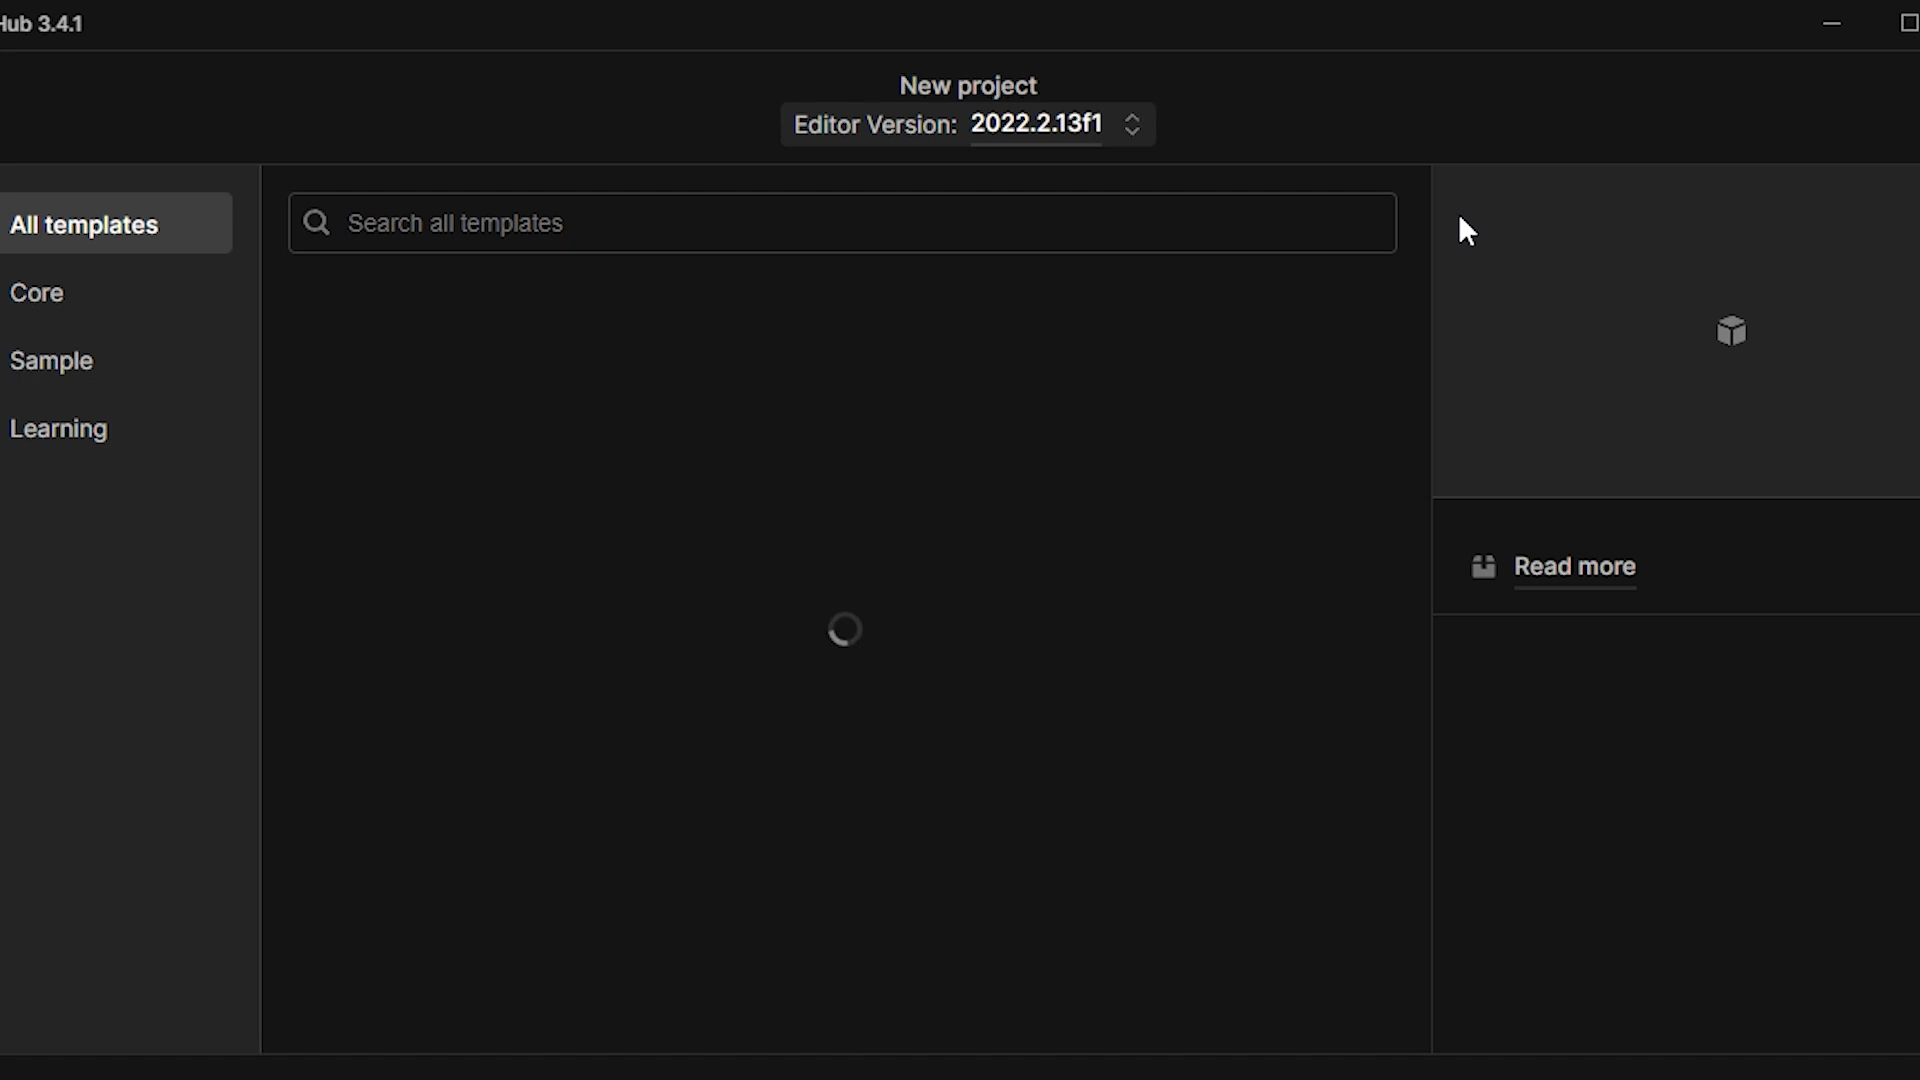 Hub 3.4.1
New project
Editor Version: 2022.2.13f1
All templates
Search all templates
Core
Sample
Learning
Read more